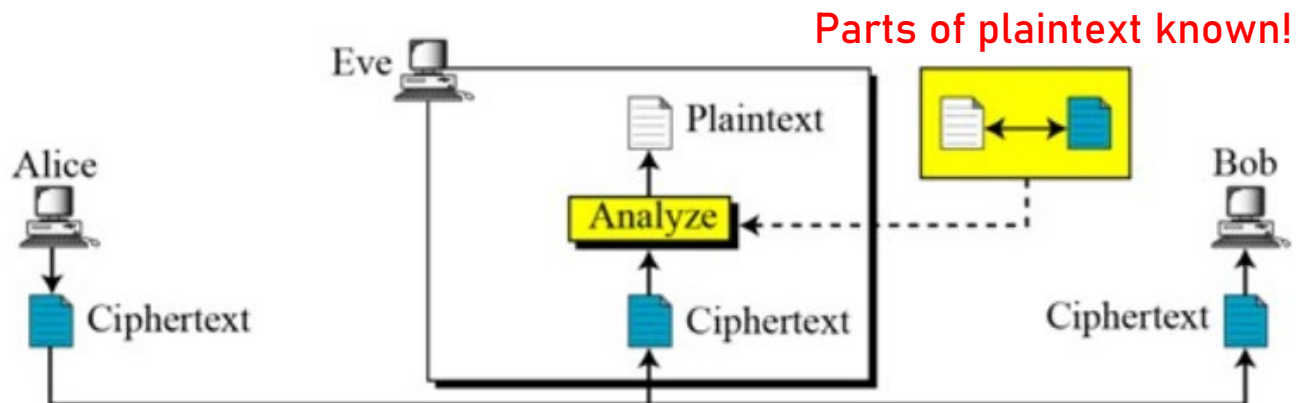 Parts of plaintext known!
Eve
Plaintext
Alice
Bob
Analyze
Ciphertext
Ciphertext
Ciphertext